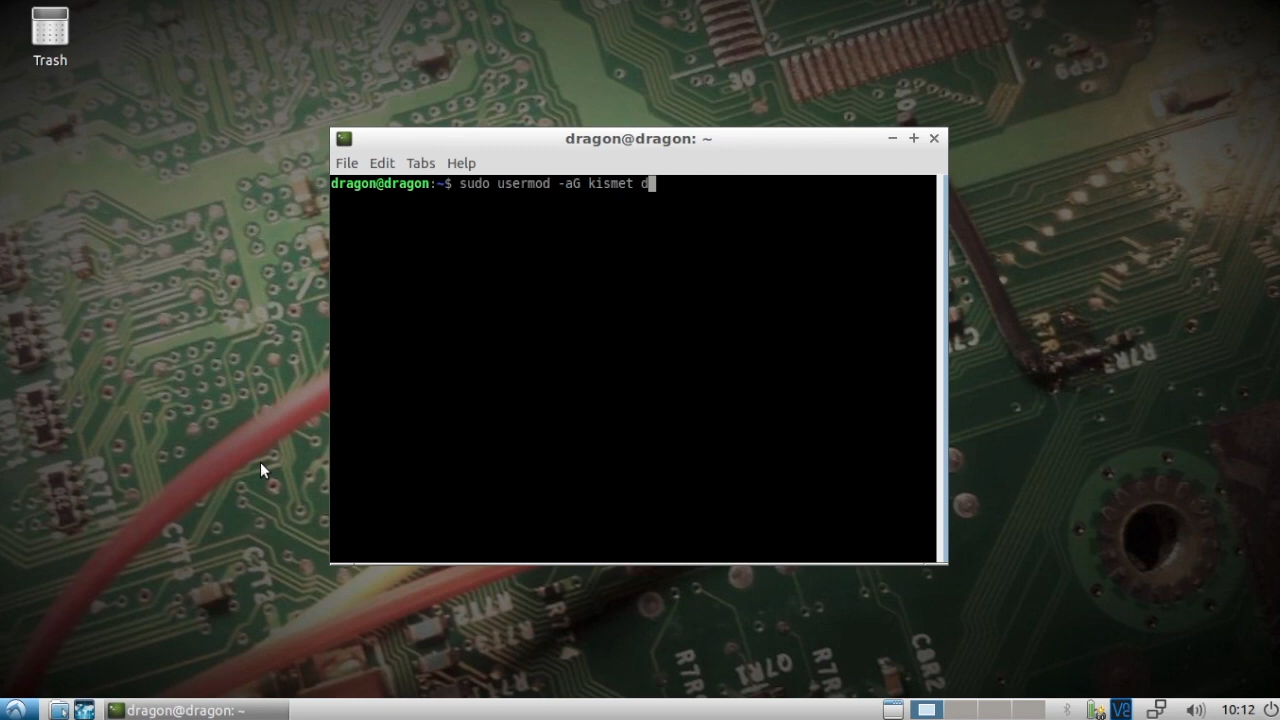 Trash
dragon@dragon: ~
File Edit Tabs Help
dragon@dragon:~$ sudo usermod -aG kismet d
dragon@dragon: ~
10:12